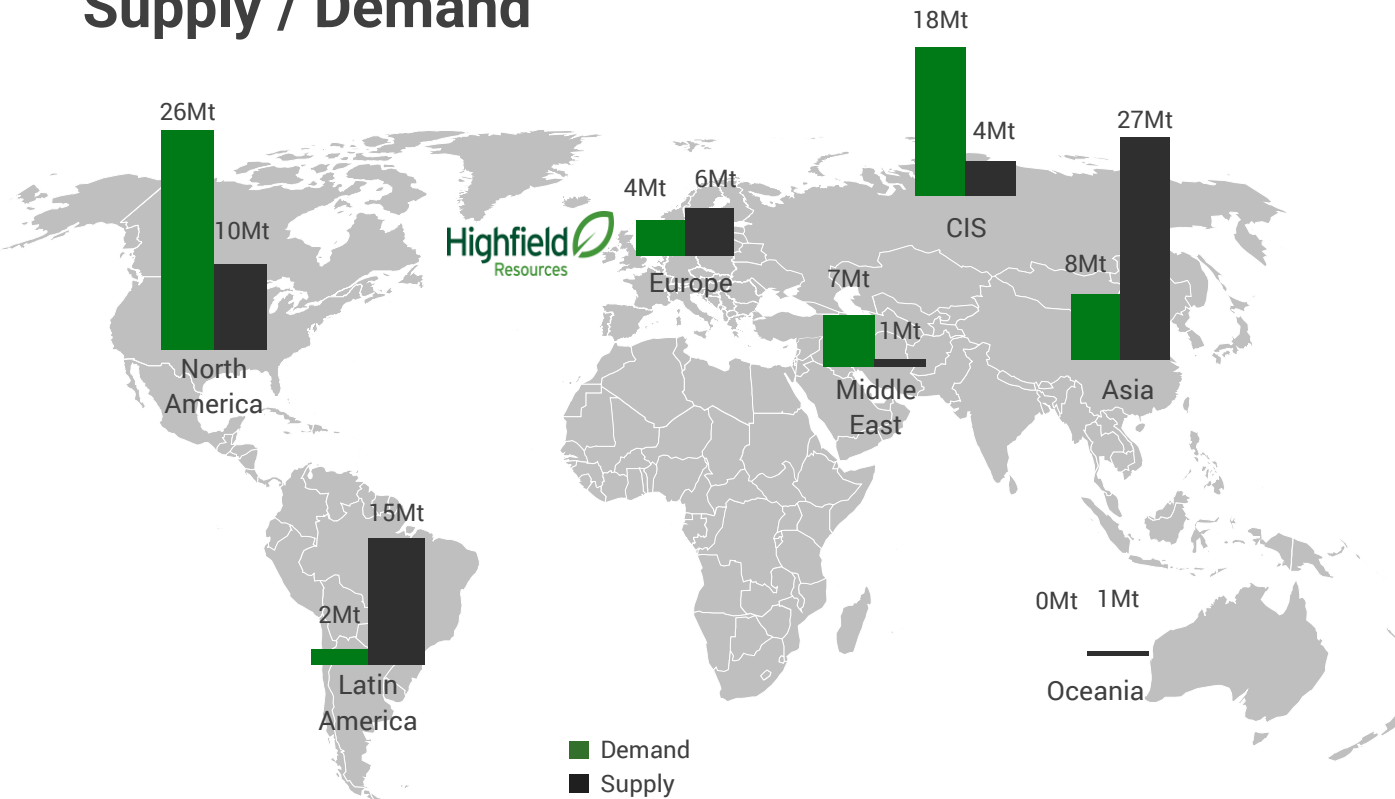 Supply / Demand
18Mt
26Mt
4Mt
27Mt
4Mt
6Mt
10Mt
Highfield
Resources
CIS
Europe
7Mt
8Mt
1Mt
North
America
Middle
East
Asia
15Mt
2Mt
0Mt
1Mt
Latin
America
Oceania
Demand
Supply